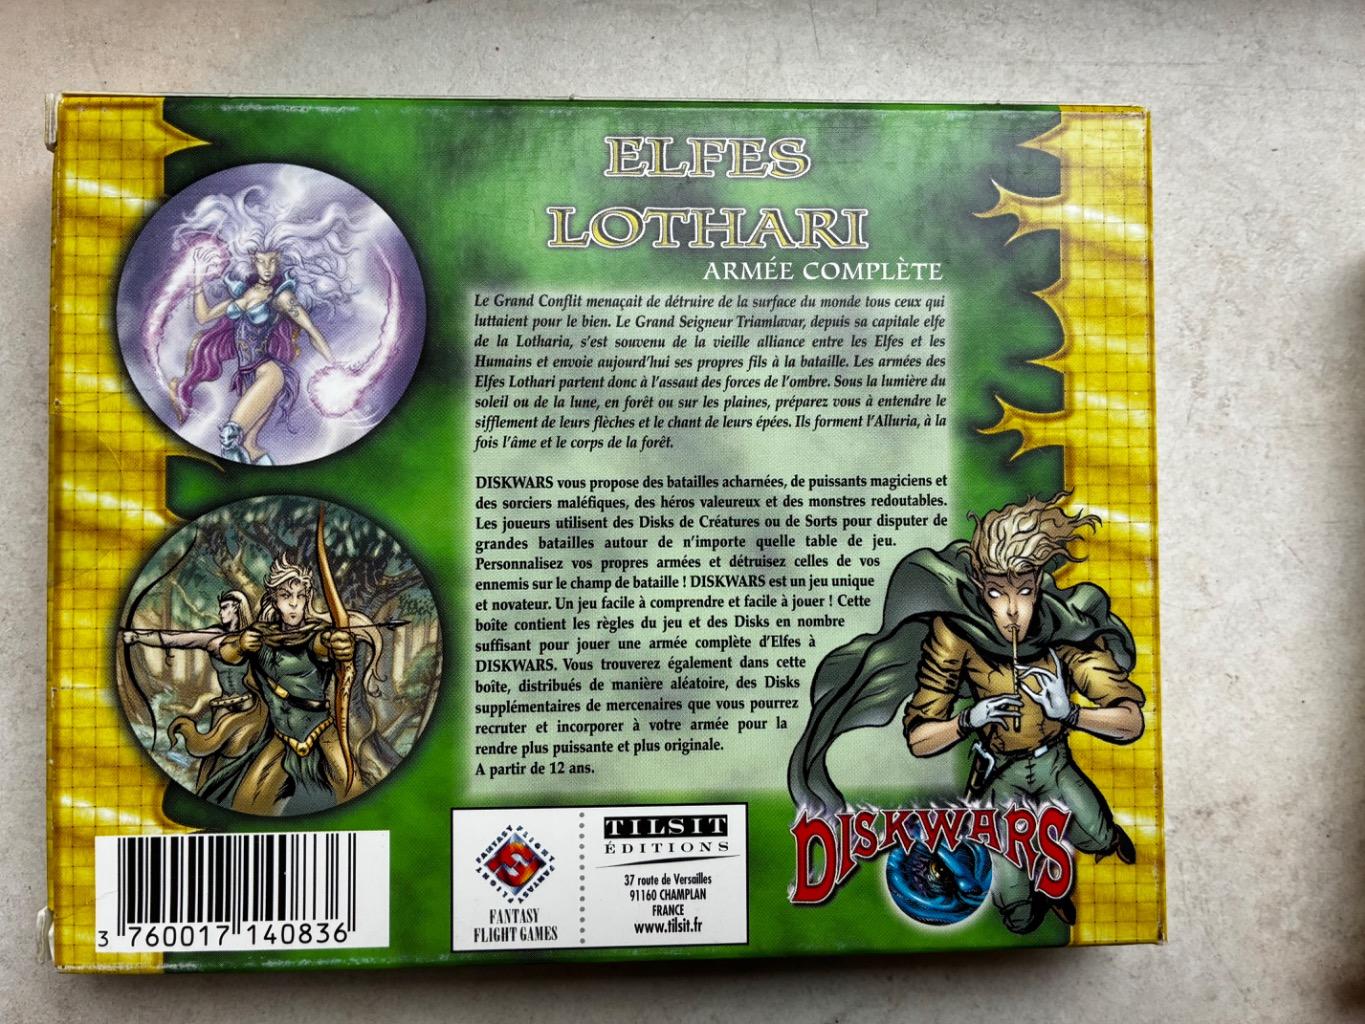 ELFES
LOTHARI
ARMÉE COMPLÈTE
Le Grand Conflit menaçait de détruire de la surface du monde tous ceux qui
luttaient pour le bien. Le Grand Seigneur Triamlavar, depuis sa capitale elfe
de la Lotharia, s'est souvenu de la vieille alliance entre les Elfes et les
Humains et envoie aujourd'hui ses propres fils à la bataille. Les armées des
Elfes Lothari partent donc à l'assaut des forces de l'ombre. Sous la lumière du
soleil ou de la lune, en forêt ou sur les plaines, préparez vous à entendre le
sifflement de leurs flèches et le chant de leurs épées. Ils forment l'Alluria, à la
fois l'âme et le corps de la forêt.
DISKWARS vous propose des batailles acharnées, de puissants magiciens et
des sorciers maléfiques, des héros valeureux et des monstres redoutables.
Les joueurs utilisent des Disks de Créatures ou de Sorts pour disputer de
grandes batailles autour de n'importe quelle table de jeu.
Personnalisez vos propres armées et détruisez celles de vos
ennemis sur le champ de bataille ! DISKWARS est un jeu unique
et novateur. Un jeu facile à comprendre et facile à jouer ! Cette
boîte contient les règles du jeu et des Disks en nombre
suffisant pour jouer une armée complète d'Elfes à
DISKWARS. Vous trouverez également dans cette
boîte, distribués de manière aléatoire, des Disks
supplémentaires de mercenaires que vous pourrez
recruter et incorporer à votre armée pour la
rendre plus puissante et plus originale.
A partir de 12 ans.
DISKWARS
FANTASY FLIGHT
FANTASY
FLIGHT GAMES
TILSIT
ÉDITIONS
37 route de Versailles
91160 CHAMPLAN
FRANCE
www.tilsit.fr
3 760017 140836